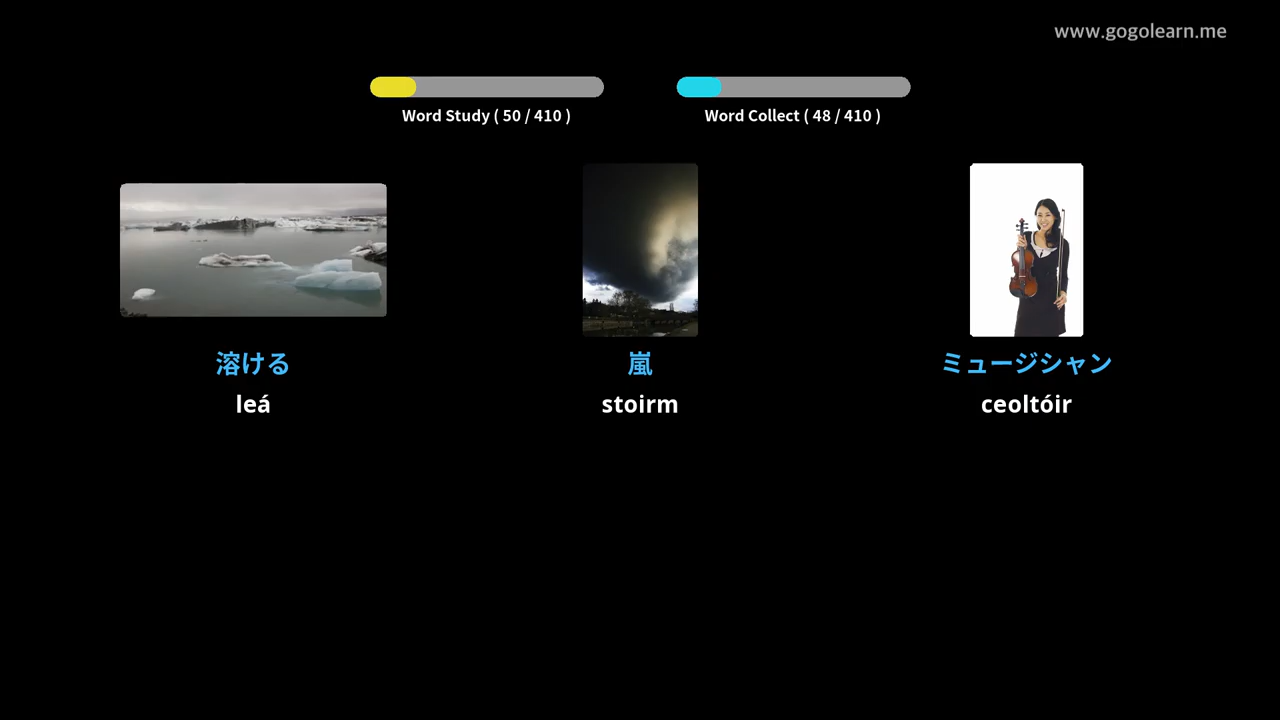 www.gogolearn.me
Word Study ( 50 / 410 )
Word Collect ( 48 / 410 )
溶ける
leá
嵐
stoirm
ミュージシャン
ceoltóir